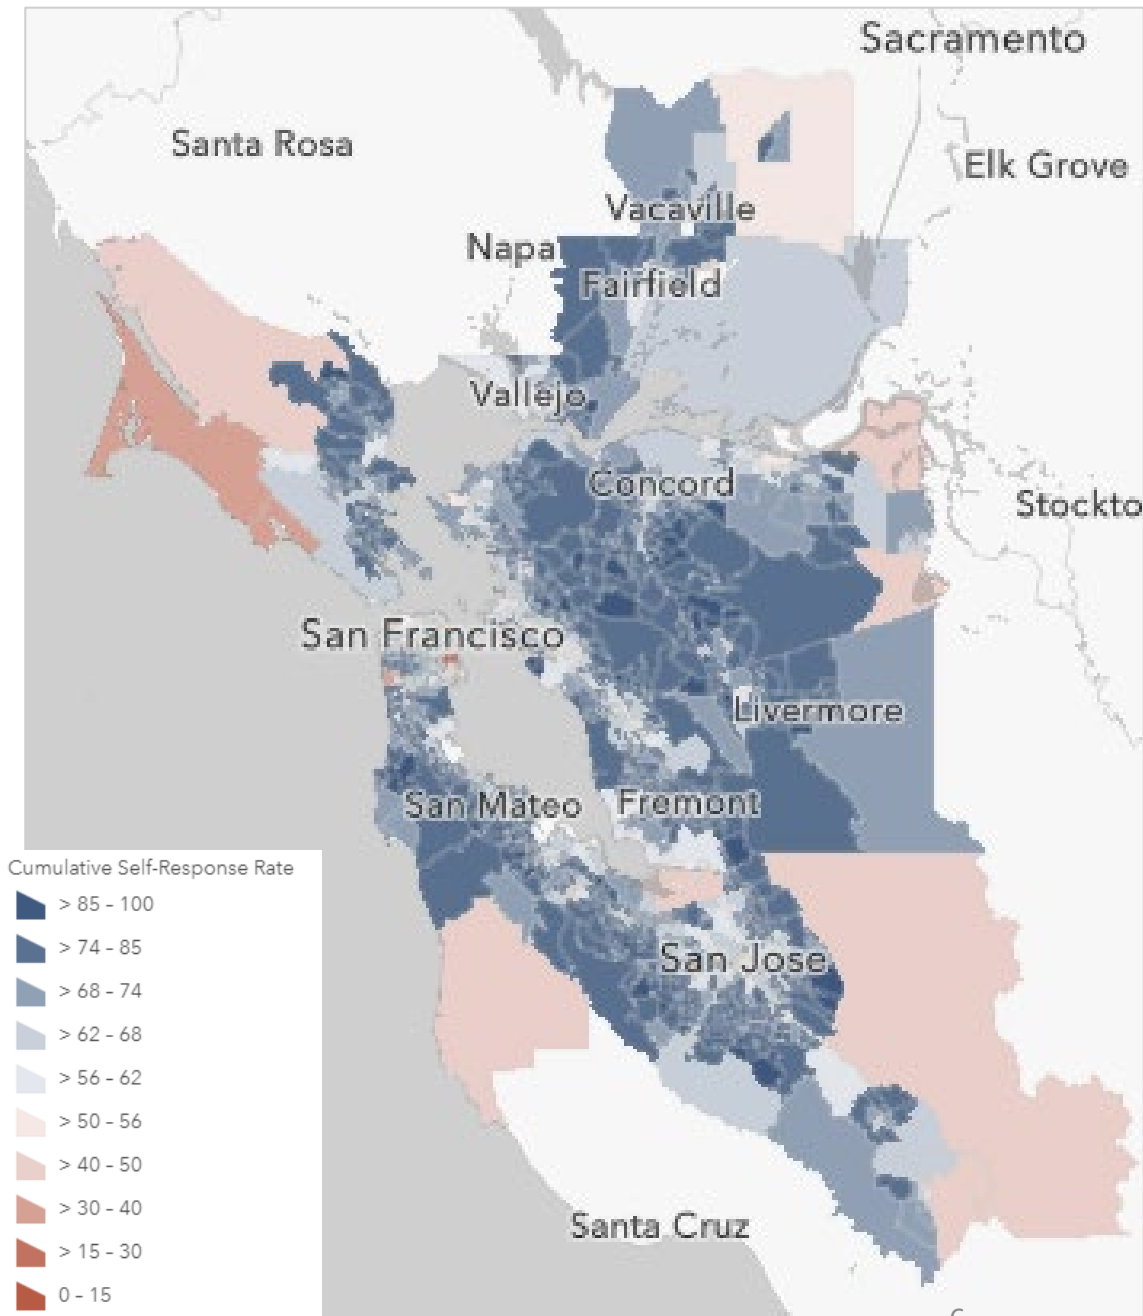 Sacramento
Santa Rosa
Elk Grove
Vacaville
Napa
Fairfield
Vallejo
Concord
Stockto
San Francisco
Livermore
San Mateo
Fremont
San Jose
Santa Cruz
Cumulative Self-Response Rate
> 85 - 100
> 74 - 85
> 68 - 74
> 62 - 68
> 56 - 62
> 50 - 56
> 40 - 50
> 30 - 40
> 15 - 30
0 - 15